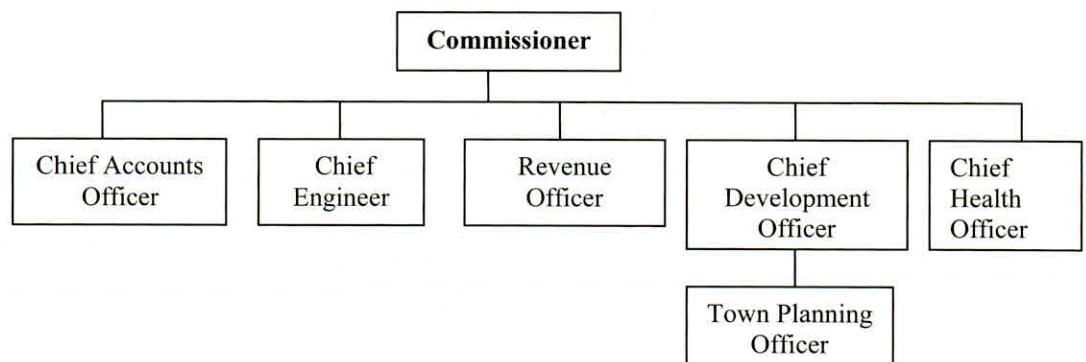 Commissioner
Chief Accounts
Officer
Chief
Engineer
Revenue
Officer
Chief
Development
Officer
Chief
Health
Officer
Town Planning
Officer